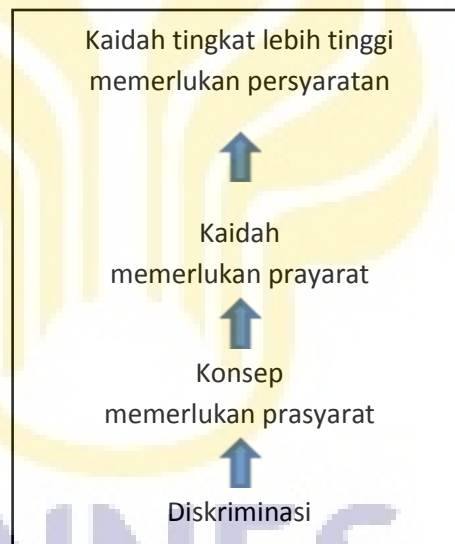 Kaidah tingkat lebih tinggi
memerlukan persyaratan
Kaidah
memerlukan prayarat
Konsep
memerlukan prasyarat
Diskriminasi